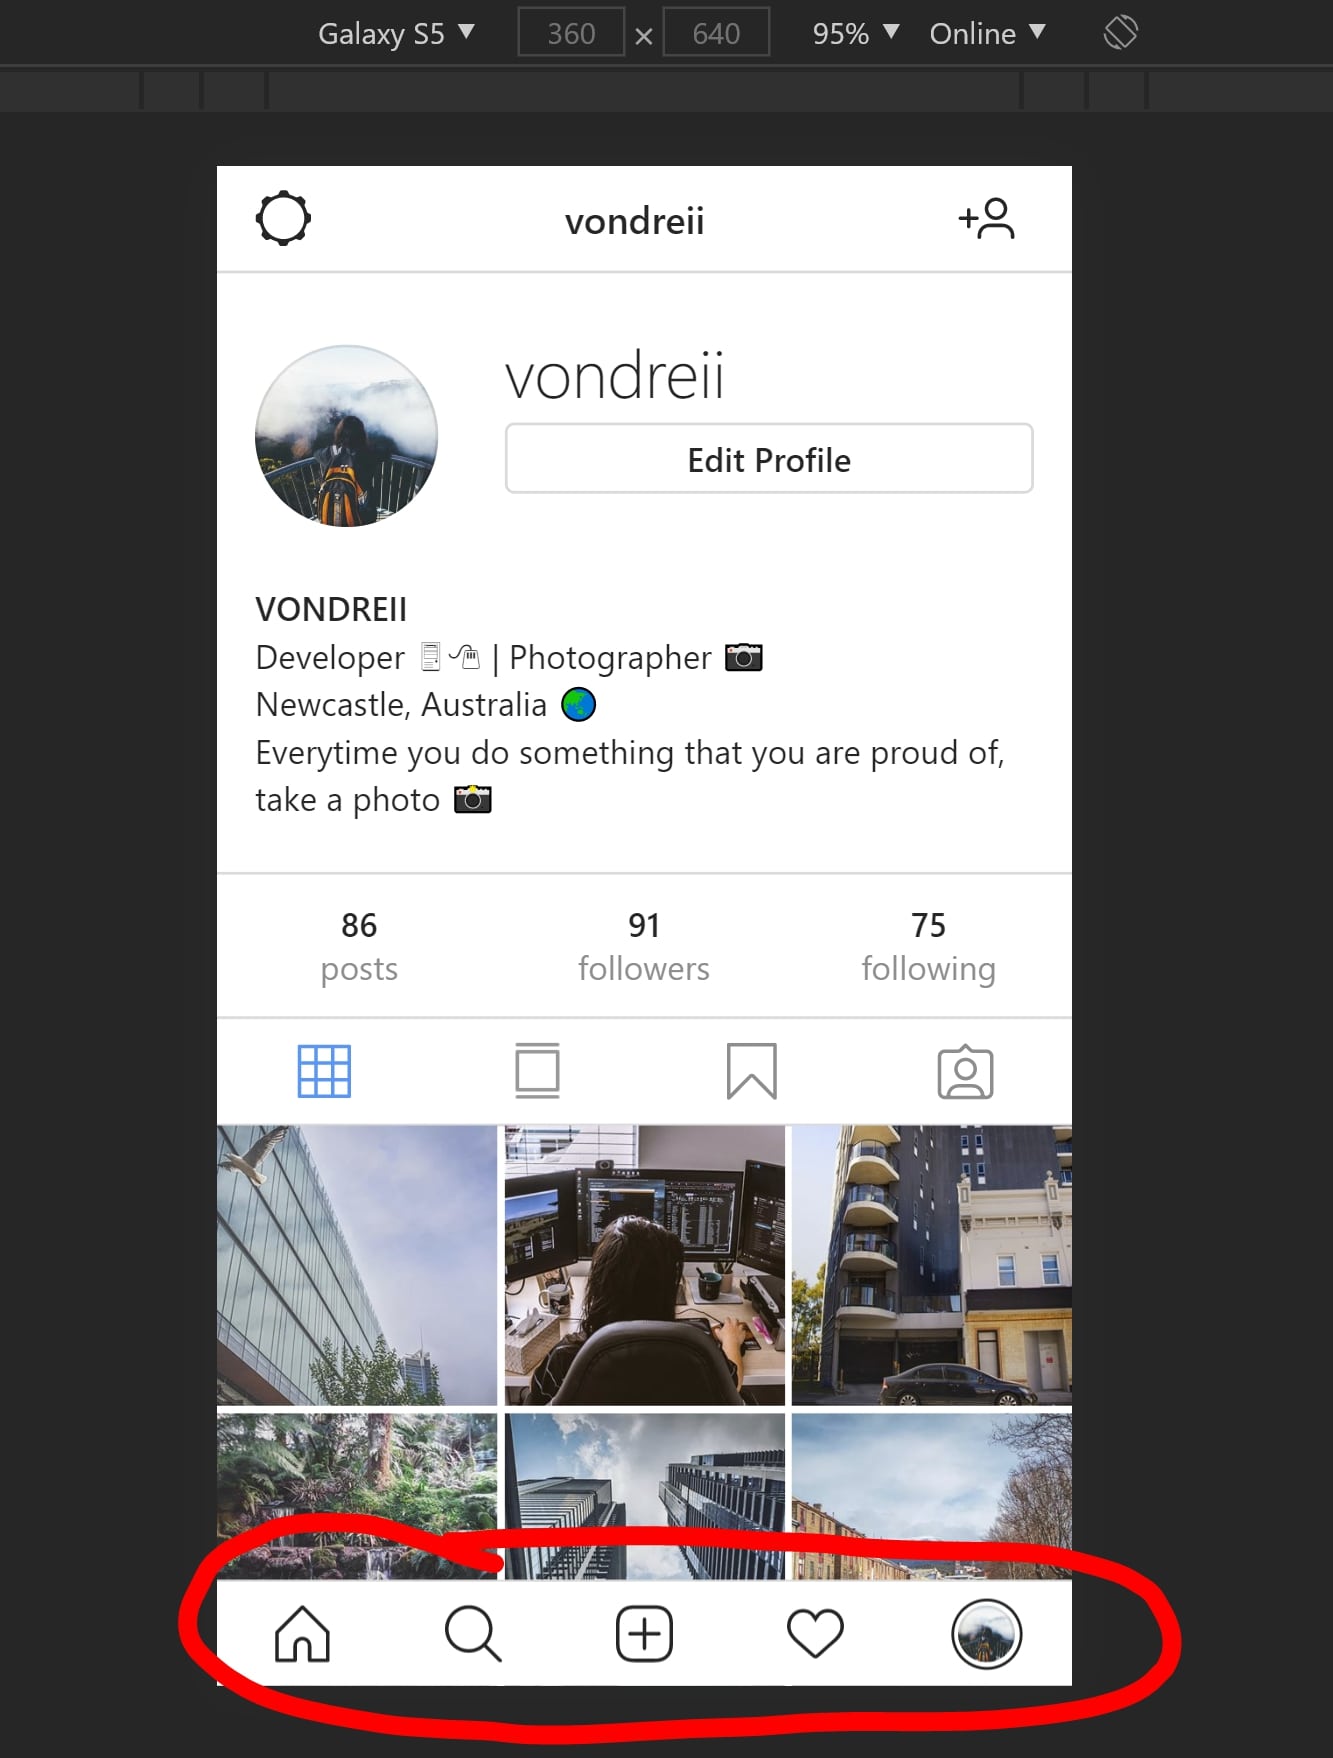 Galaxy S5 ▼ 360 × 640 95% ▼ Online ▼
vondreii
vondreii
Edit Profile
VONDREII
Developer | Photographer 📷
Newcastle, Australia 🌏
Everytime you do something that you are proud of,
take a photo 📸
86 91 75
posts followers following